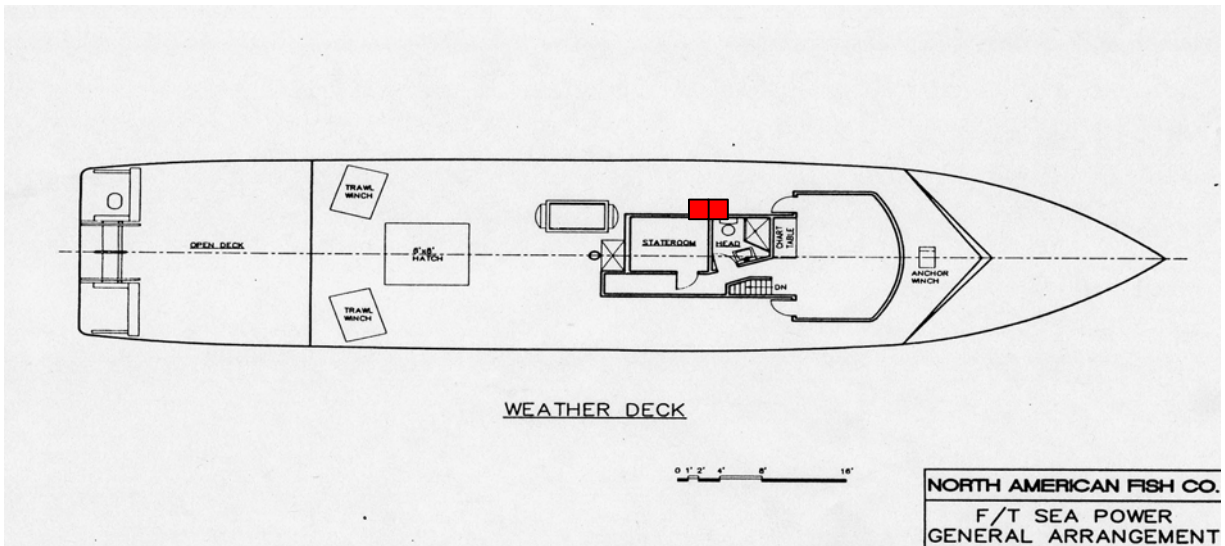 TRAWL
WINCH
OPEN DECK
8'x8'
HATCH
STATEROOM
HEAD
CHART
TABLE
ANCHOR
WINCH
DN
TRAWL
WINCH
WEATHER DECK
0 1' 2' 4' 8' 16'
NORTH AMERICAN FISH CO.
F/T SEA POWER
GENERAL ARRANGEMENT